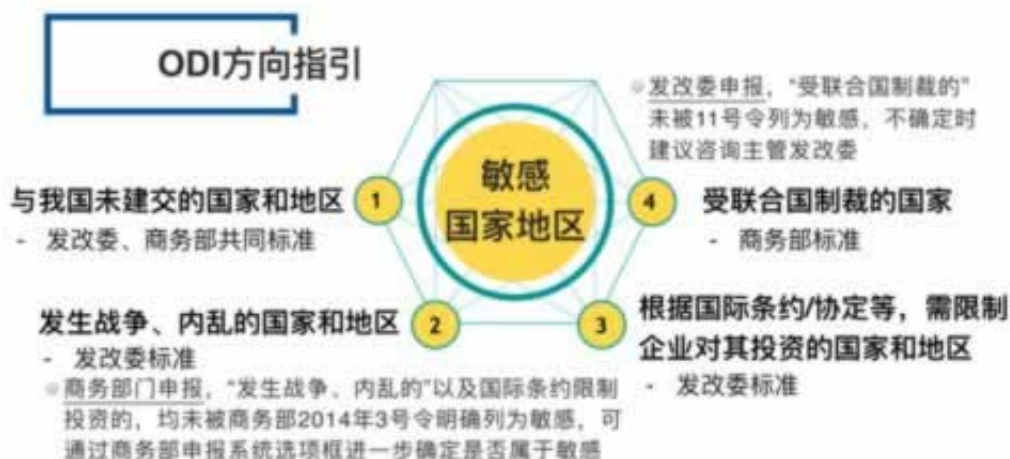 ODI方向指引
发改委申报，“受联合国制裁的”
未被11号令列为敏感，不确定时
建议咨询主管发改委
敏感
国家地区
与我国未建交的国家和地区
1
- 发改委、商务部共同标准
4
受联合国制裁的国家
- 商务部标准
发生战争、内乱的国家和地区
2
- 发改委标准
商务部门申报，“发生战争、内乱的”以及国际条约限制
投资的，均未被商务部2014年3号令明确列为敏感，可
通过商务部申报系统选项框进一步确定是否属于敏感
3
根据国际条约/协定等，需限制
企业对其投资的国家和地区
- 发改委标准